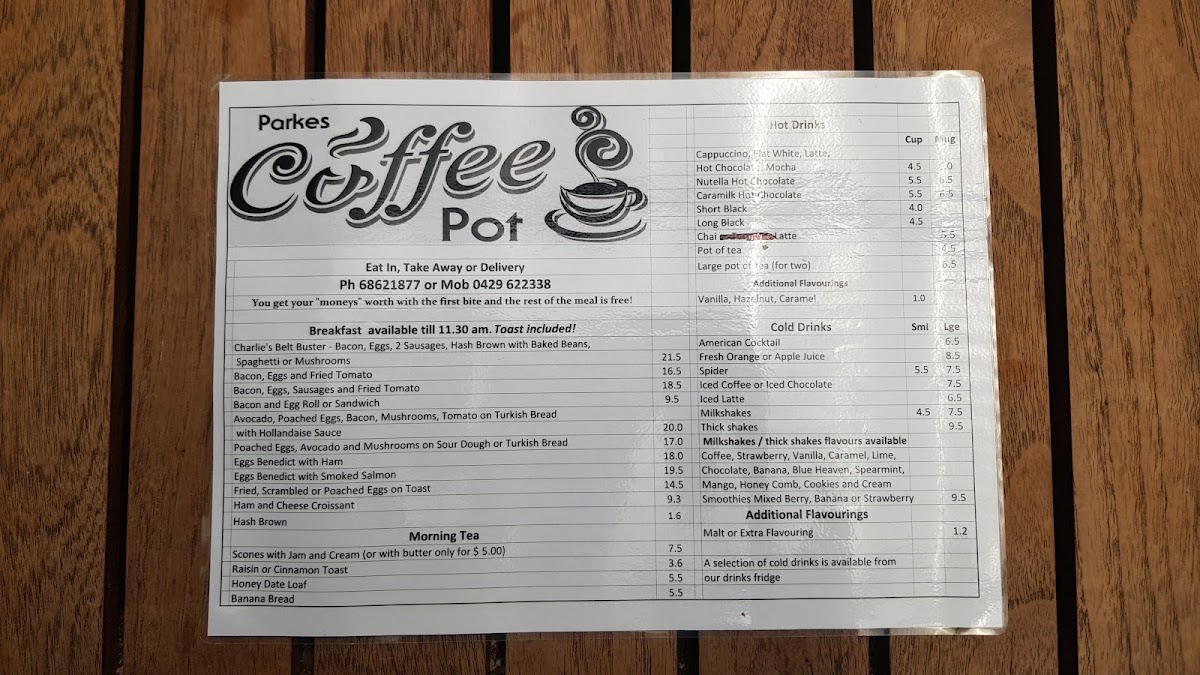 Parkes
Coffee
Pot
Eat In, Take Away or Delivery
Ph 68621877 or Mob 0429 622338
You get your "moneys" worth with the first bite and the rest of the meal is free!
Breakfast available till 11.30 am. Toast included!
Charlie's Belt Buster - Bacon, Eggs, 2 Sausages, Hash Brown with Baked Beans,
Spaghetti or Mushrooms 21.5
Bacon, Eggs and Fried Tomato 16.5
Bacon, Eggs, Sausages and Fried Tomato 18.5
Bacon and Egg Roll or Sandwich 9.5
Avocado, Poached Eggs, Bacon, Mushrooms, Tomato on Turkish Bread
with Hollandaise Sauce 20.0
Poached Eggs, Avocado and Mushrooms on Sour Dough or Turkish Bread 17.0
Eggs Benedict with Ham 18.0
Eggs Benedict with Smoked Salmon 19.5
Fried, Scrambled or Poached Eggs on Toast 14.5
Ham and Cheese Croissant 9.3
Hash Brown 1.6
Morning Tea
Scones with Jam and Cream (or with butter only for $ 5.00) 7.5
Raisin or Cinnamon Toast 3.6
Honey Date Loaf 5.5
Banana Bread 5.5
Hot Drinks
Cup Mug
Cappuccino, Flat White, Latte,
Hot Chocolate, Mocha 4.5
Nutella Hot Chocolate 5.5 6.5
Caramilk Hot Chocolate 5.5 6.5
Short Black 4.0
Long Black 4.5
Chai Latte 5.5
Pot of tea 4.5
Large pot of tea (for two) 6.5
Additional Flavourings
Vanilla, Hazelnut, Caramel 1.0
Cold Drinks Sml Lge
American Cocktail 6.5
Fresh Orange or Apple Juice 8.5
Spider 5.5 7.5
Iced Coffee or Iced Chocolate 7.5
Iced Latte 6.5
Milkshakes 4.5 7.5
Thick shakes 9.5
Milkshakes / thick shakes flavours available
Coffee, Strawberry, Vanilla, Caramel, Lime,
Chocolate, Banana, Blue Heaven, Spearmint,
Mango, Honey Comb, Cookies and Cream
Smoothies Mixed Berry, Banana or Strawberry 9.5
Additional Flavourings
Malt or Extra Flavouring 1.2
A selection of cold drinks is available from
our drinks fridge